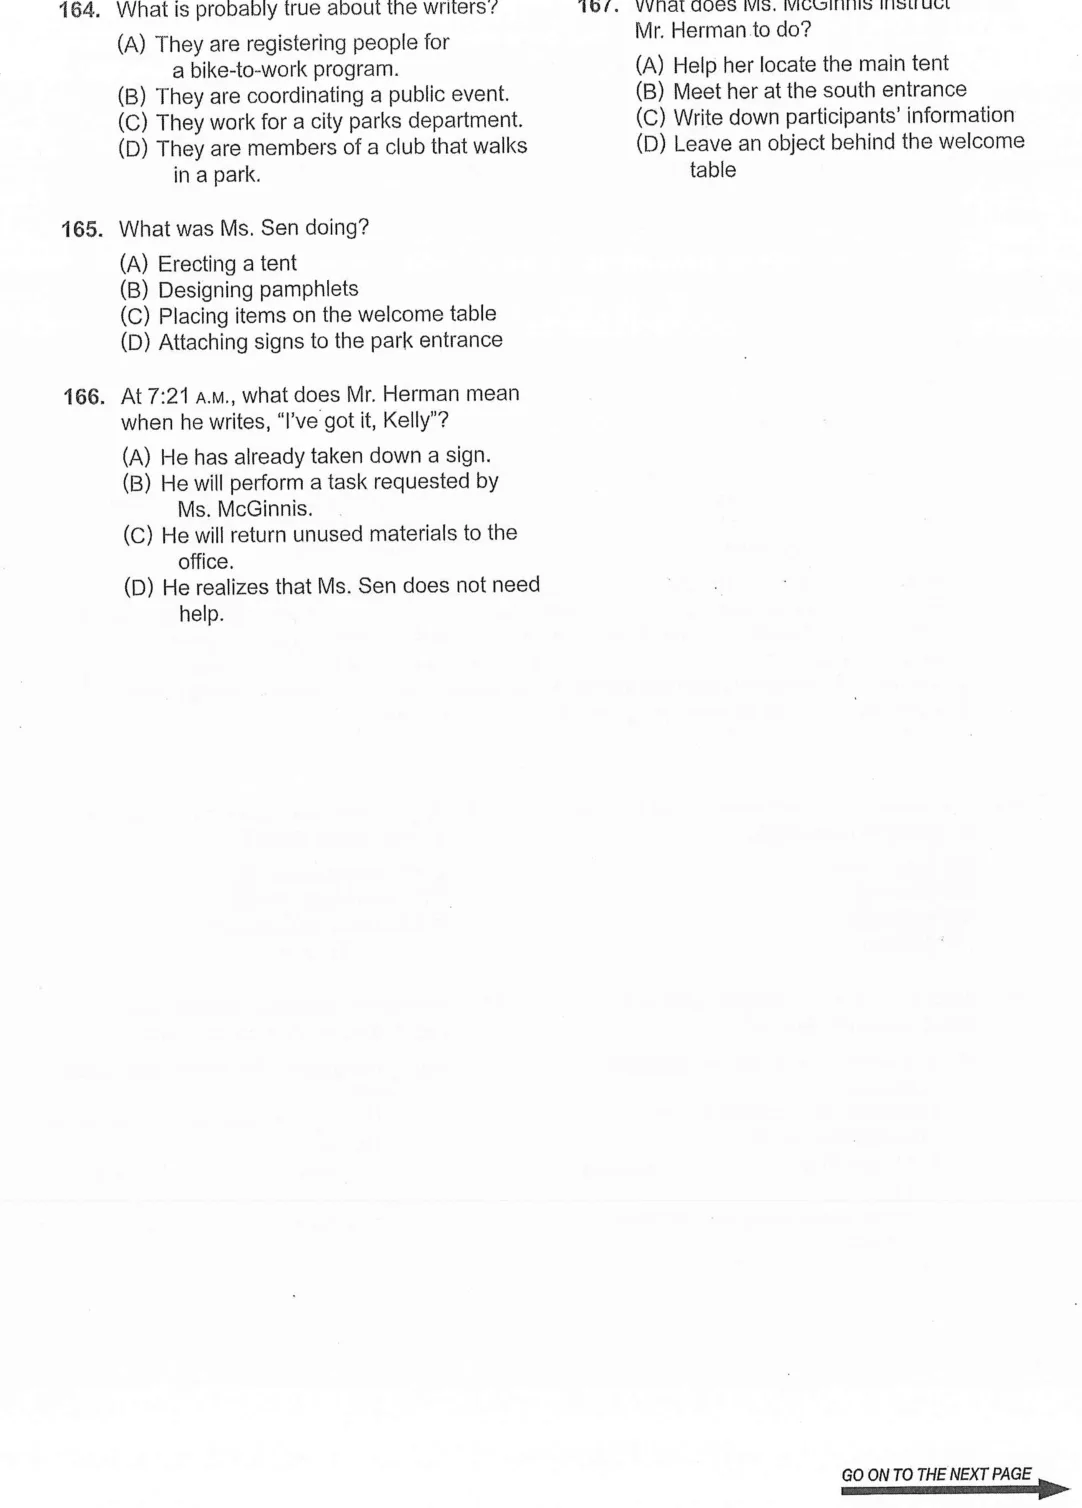 164. What is probably true about the writers?
(A) They are registering people for
a bike-to-work program.
(B) They are coordinating a public event.
(C) They work for a city parks department.
(D) They are members of a club that walks
in a park.
165. What was Ms. Sen doing?
(A) Erecting a tent
(B) Designing pamphlets
(C) Placing items on the welcome table
(D) Attaching signs to the park entrance
166. At 7:21 A.M., what does Mr. Herman mean
when he writes, “I’ve got it, Kelly”?
(A) He has already taken down a sign.
(B) He will perform a task requested by
Ms. McGinnis.
(C) He will return unused materials to the
office.
(D) He realizes that Ms. Sen does not need
help.
167. What does Ms. McGinnis instruct
Mr. Herman to do?
(A) Help her locate the main tent
(B) Meet her at the south entrance
(C) Write down participants’ information
(D) Leave an object behind the welcome
table
GO ON TO THE NEXT PAGE